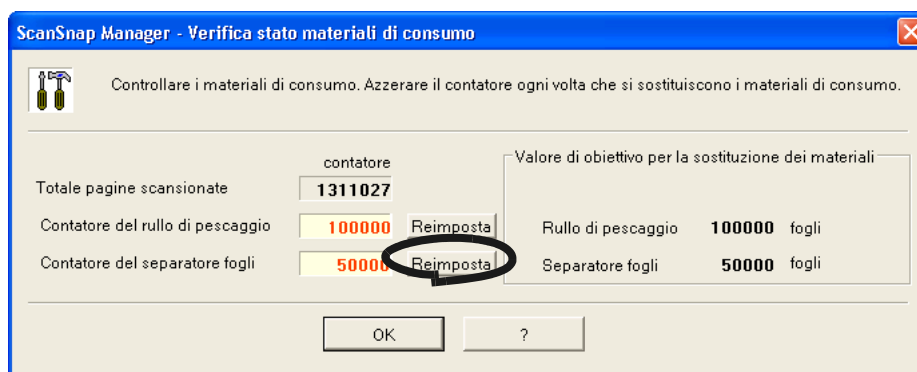 ScanSnap Manager - Verifica stato materiali di consumo
Controllare i materiali di consumo. Azzerare il contatore ogni volta che si sostituiscono i materiali di consumo.
contatore
Totale pagine scansionate 1311027
Contatore del rullo di pescaggio 100000 Reimposta
Contatore del separatore fogli 50000 Reimposta
Valore di obiettivo per la sostituzione dei materiali
Rullo di pescaggio 100000 fogli
Separatore fogli 50000 fogli
OK ?